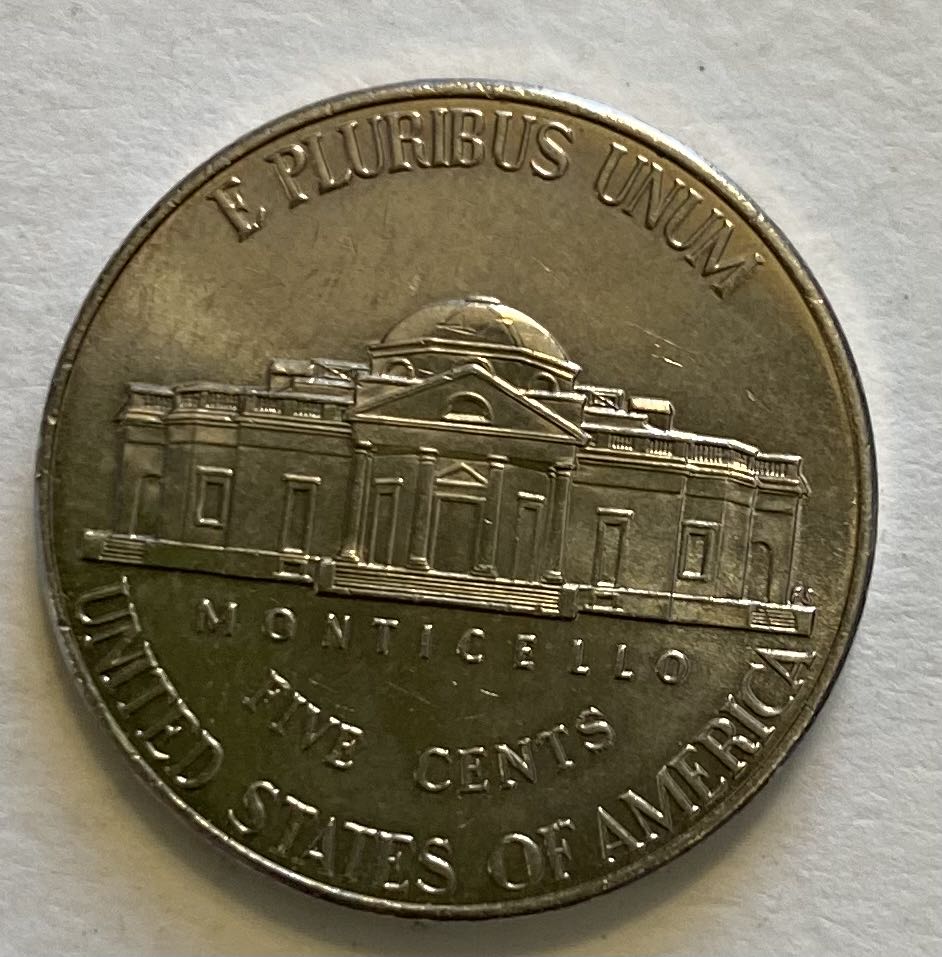 E PLURIBUS UNUM
MONTICELLO
FIVE CENTS
UNITED STATES OF AMERICA